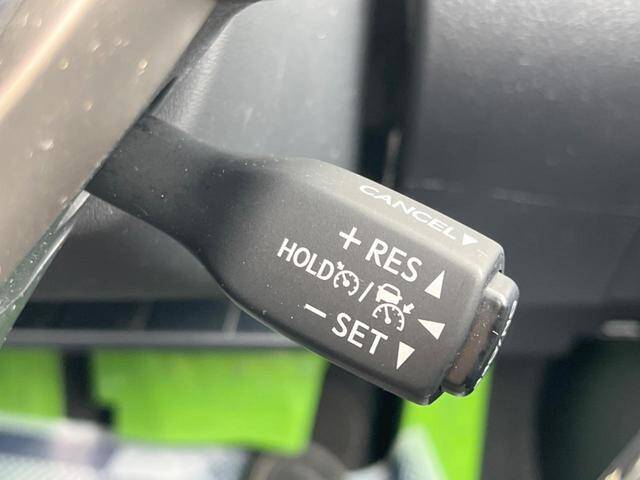 CANCEL▼
+ RES ▲
HOLD / ◀
− SET ▼